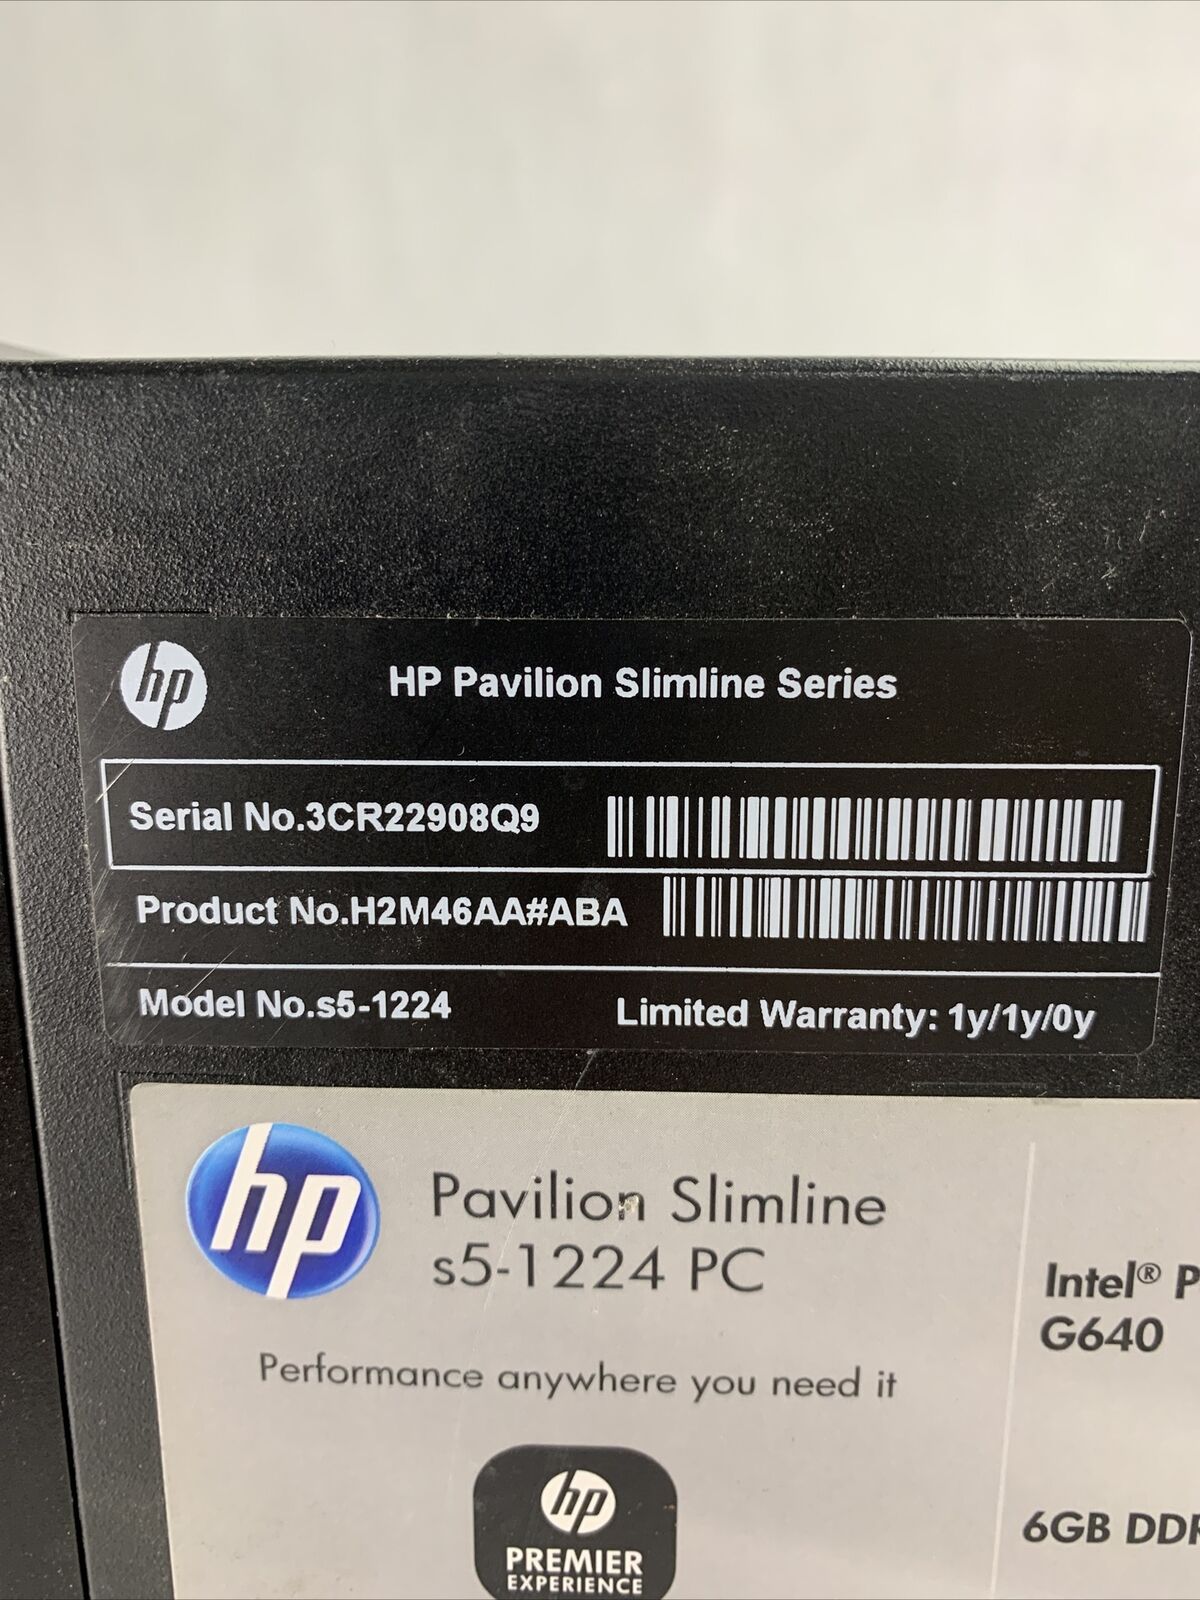 hp
HP Pavilion Slimline Series
Serial No.3CR22908Q9
Product No.H2M46AA#ABA
Model No.s5-1224 Limited Warranty: 1y/1y/0y
hp
Pavilion Slimline
s5-1224 PC
Performance anywhere you need it
hp
PREMIER
EXPERIENCE
Intel® P
G640
6GB DDR